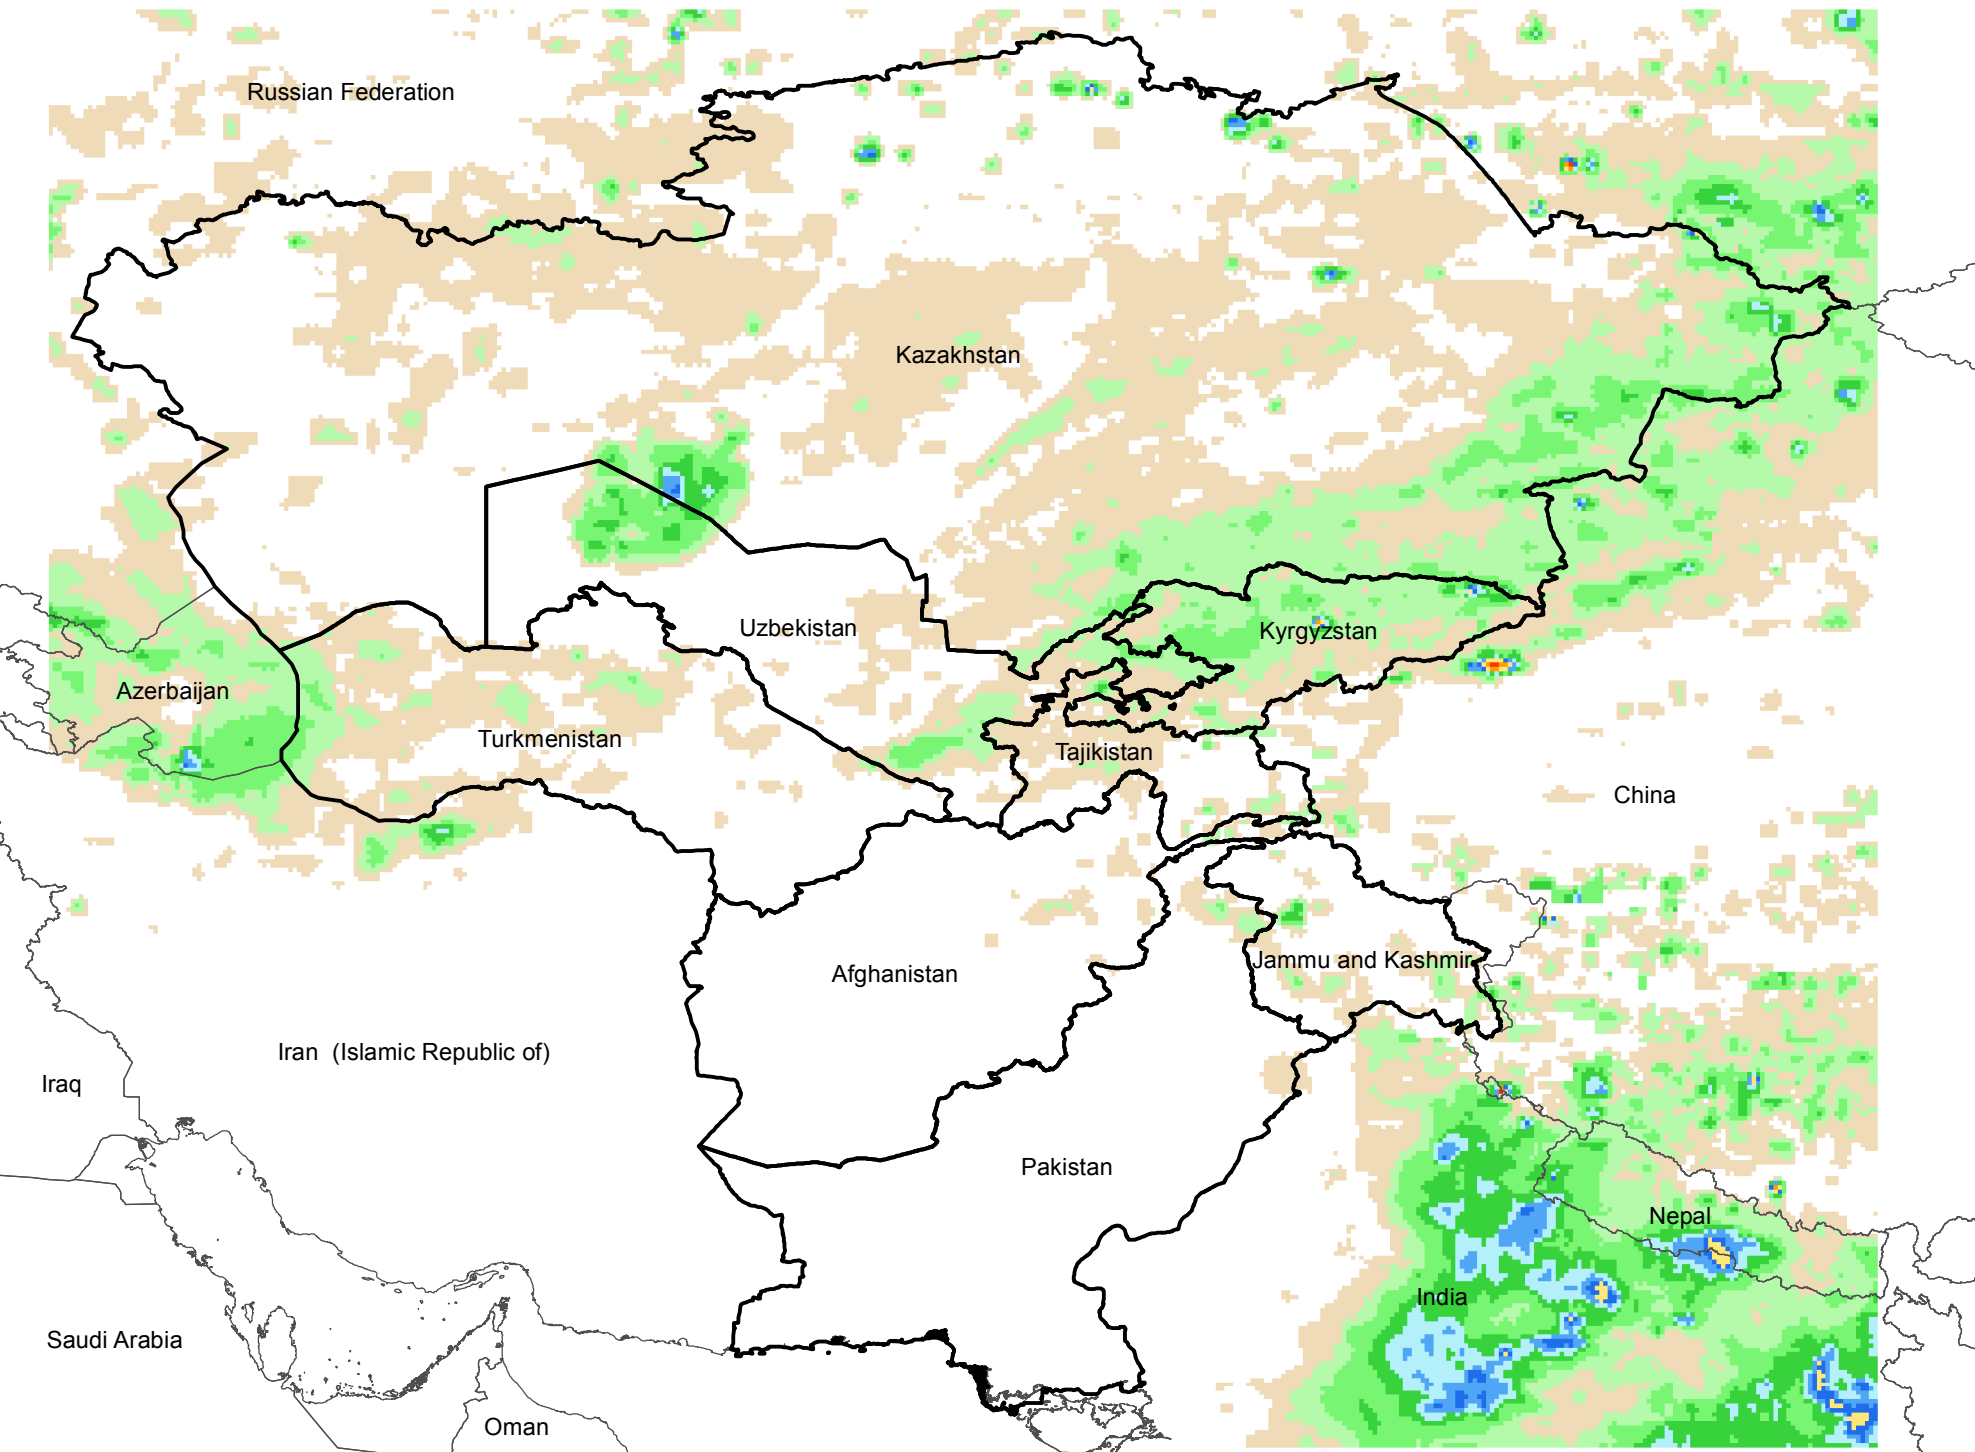 Russian Federation
Kazakhstan
Uzbekistan
Kyrgyzstan
Azerbaijan
Turkmenistan
Tajikistan
China
Afghanistan
Jammu and Kashmir
Iran  (Islamic Republic of)
Iraq
Pakistan
Nepal
India
Saudi Arabia
Oman